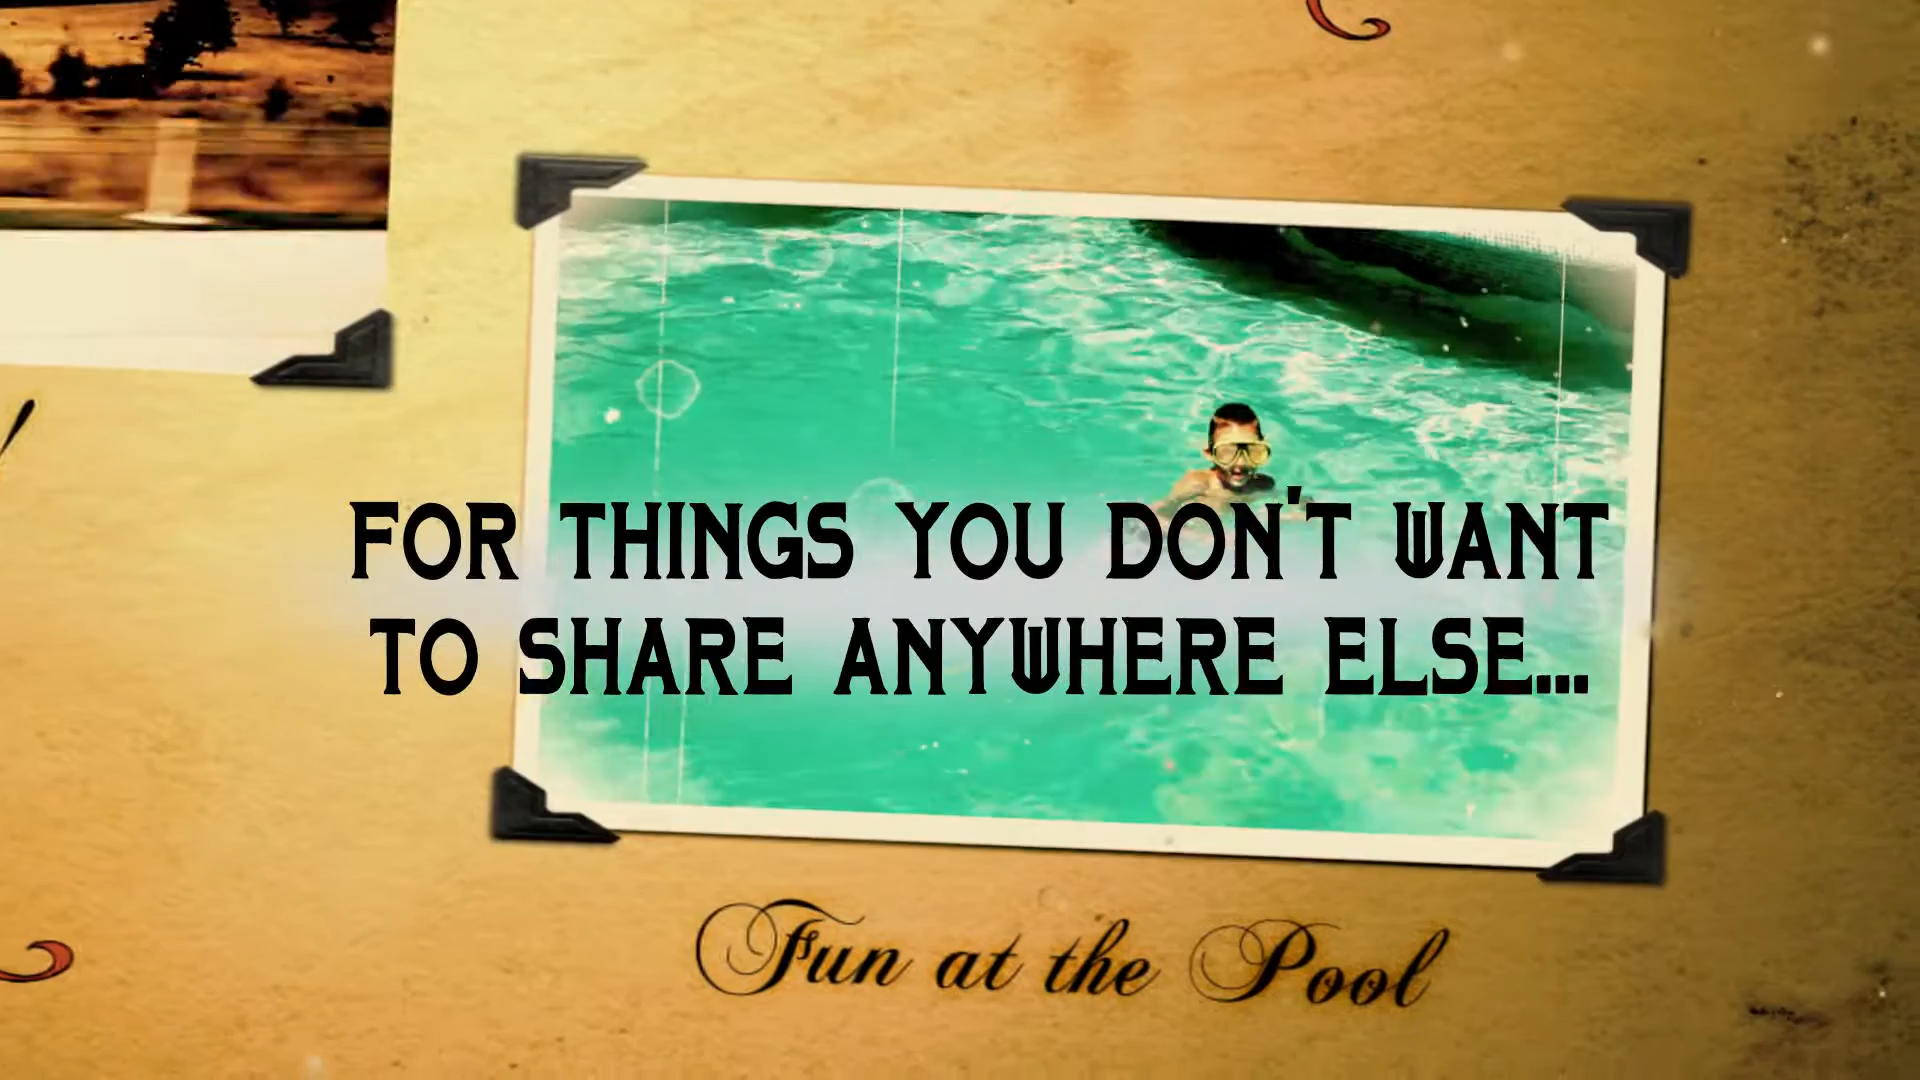 FOR THINGS YOU DON'T WANT
TO SHARE ANYWHERE ELSE...
Fun at the Pool